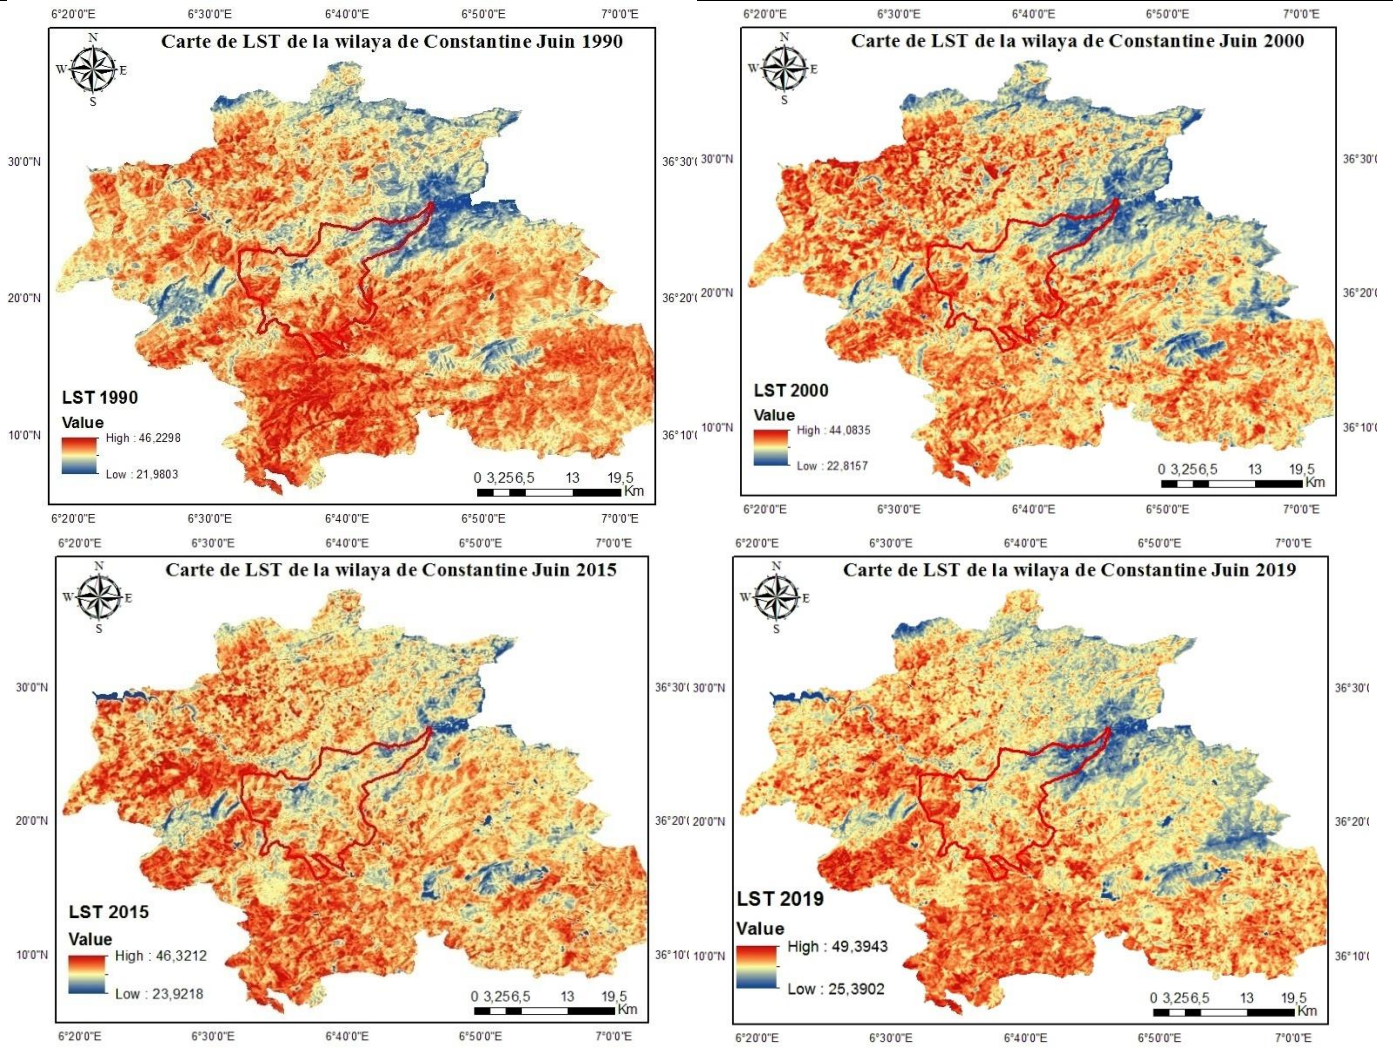 6°20'0"E 6°30'0"E 6°40'0"E 6°50'0"E 7°0'0"E
Carte de LST de la wilaya de Constantine Juin 1990
N
W E
S
30'0"N 36°30'(
20'0"N 36°20'(
10'0"N 36°10'(
LST 1990
Value
High : 46,2298
Low : 21,9803
0 3,25 6,5 13 19,5
Km
6°20'0"E 6°30'0"E 6°40'0"E 6°50'0"E 7°0'0"E
6°20'0"E 6°30'0"E 6°40'0"E 6°50'0"E 7°0'0"E
Carte de LST de la wilaya de Constantine Juin 2000
N
W E
S
30'0"N 36°30'(
20'0"N 36°20'(
10'0"N 36°10'(
LST 2000
Value
High : 44,0835
Low : 22,8157
0 3,25 6,5 13 19,5
Km
6°20'0"E 6°30'0"E 6°40'0"E 6°50'0"E 7°0'0"E
6°20'0"E 6°30'0"E 6°40'0"E 6°50'0"E 7°0'0"E
Carte de LST de la wilaya de Constantine Juin 2015
N
W E
S
30'0"N 36°30'(
20'0"N 36°20'(
10'0"N 36°10'(
LST 2015
Value
High : 46,3212
Low : 23,9218
0 3,25 6,5 13 19,5
Km
6°20'0"E 6°30'0"E 6°40'0"E 6°50'0"E 7°0'0"E
6°20'0"E 6°30'0"E 6°40'0"E 6°50'0"E 7°0'0"E
Carte de LST de la wilaya de Constantine Juin 2019
N
W E
S
30'0"N 36°30'(
20'0"N 36°20'(
10'0"N 36°10'(
LST 2019
Value
High : 49,3943
Low : 25,3902
0 3,25 6,5 13 19,5
Km
6°20'0"E 6°30'0"E 6°40'0"E 6°50'0"E 7°0'0"E